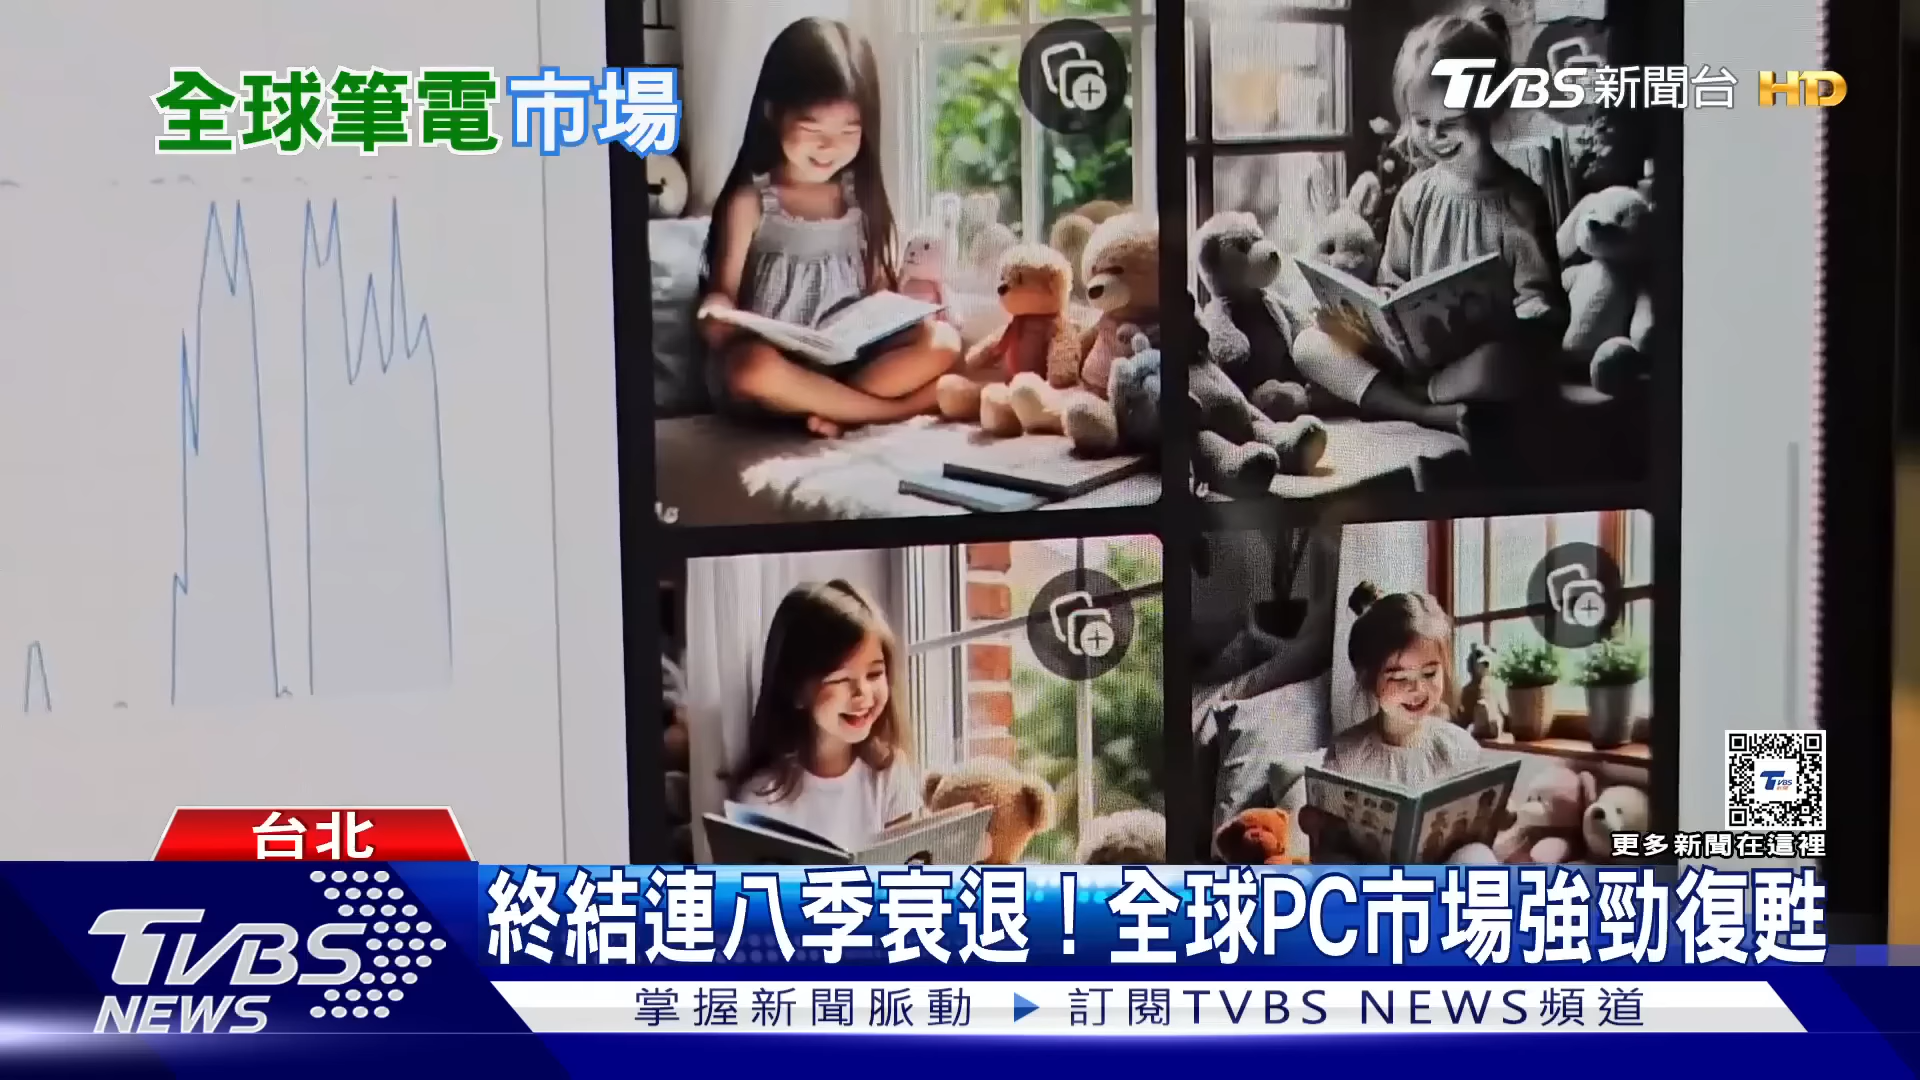 全球筆電市場
TVBS新聞台 HD
TVBS
更多新聞在這裡
台北
終結連八季衰退！全球PC市場強勁復甦
TVBS
NEWS
掌握新聞脈動 ▶ 訂閱TVBS NEWS頻道